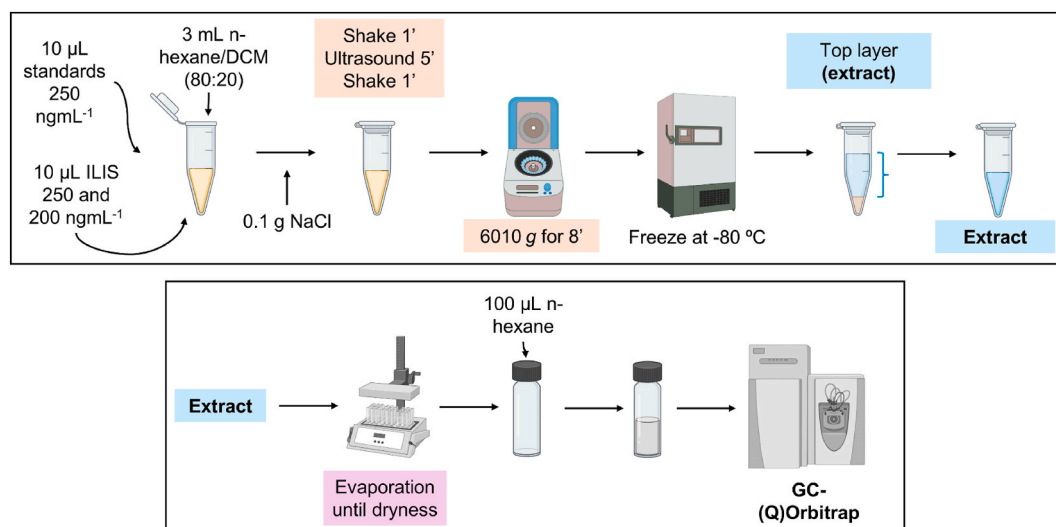 10 µL
standards
250
ngmL⁻¹
10 µL ILIS
250 and
200 ngmL⁻¹
3 mL n-
hexane/DCM
(80:20)
0.1 g NaCl
Shake 1’
Ultrasound 5’
Shake 1’
6010 g for 8’
Freeze at -80 ºC
Top layer
(extract)
Extract
Extract
Evaporation
until dryness
100 µL n-
hexane
GC-
(Q)Orbitrap